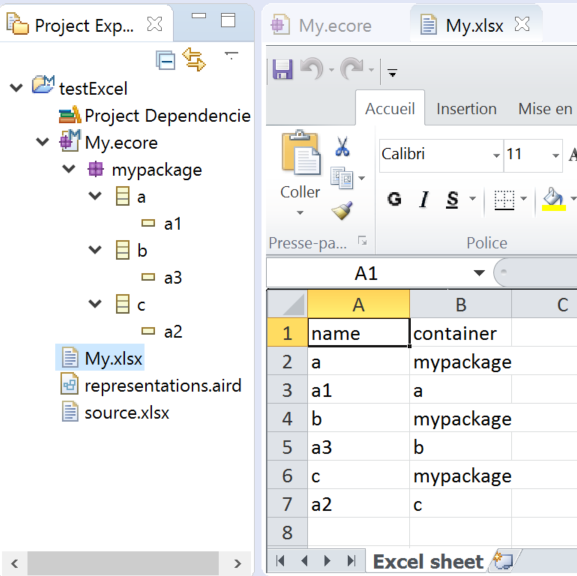 Project Exp...
testExcel
Project Dependencie
My.ecore
mypackage
a
a1
b
a3
c
a2
My.xlsx
representations.aird
source.xlsx
My.ecore
My.xlsx
Accueil Insertion Mise en
Coller
Calibri 11 A
G I S
Presse-pa... Police
A1
A B C
1 name container
2 a mypackage
3 a1 a
4 b mypackage
5 a3 b
6 c mypackage
7 a2 c
8
Excel sheet